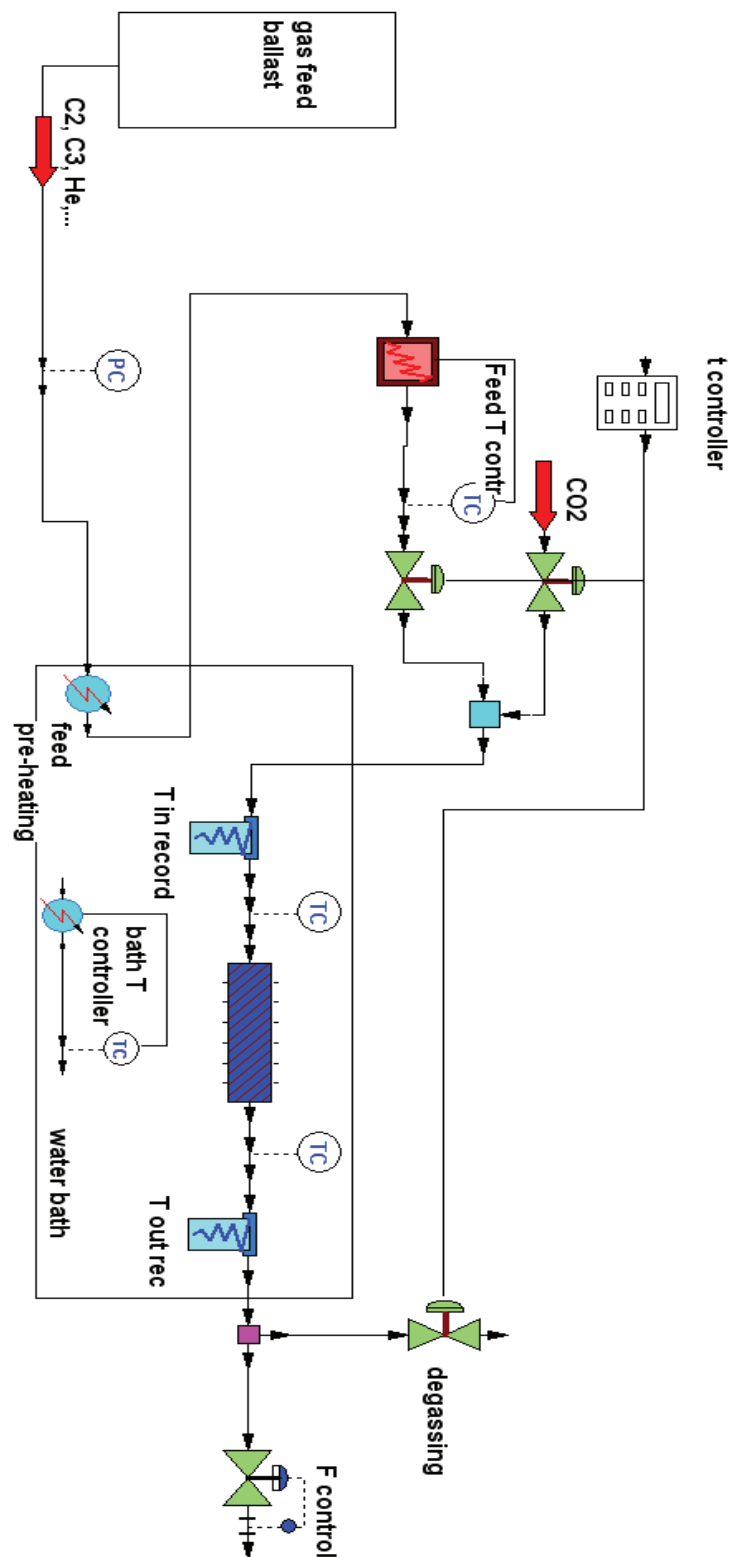 gas feed
ballast
C2, C3, He,...
PC
t controller
CO2
Feed T contr
TC
feed
pre-heating
T in record
TC
bath T
controller
TC
water bath
TC
T out rec
degassing
F control